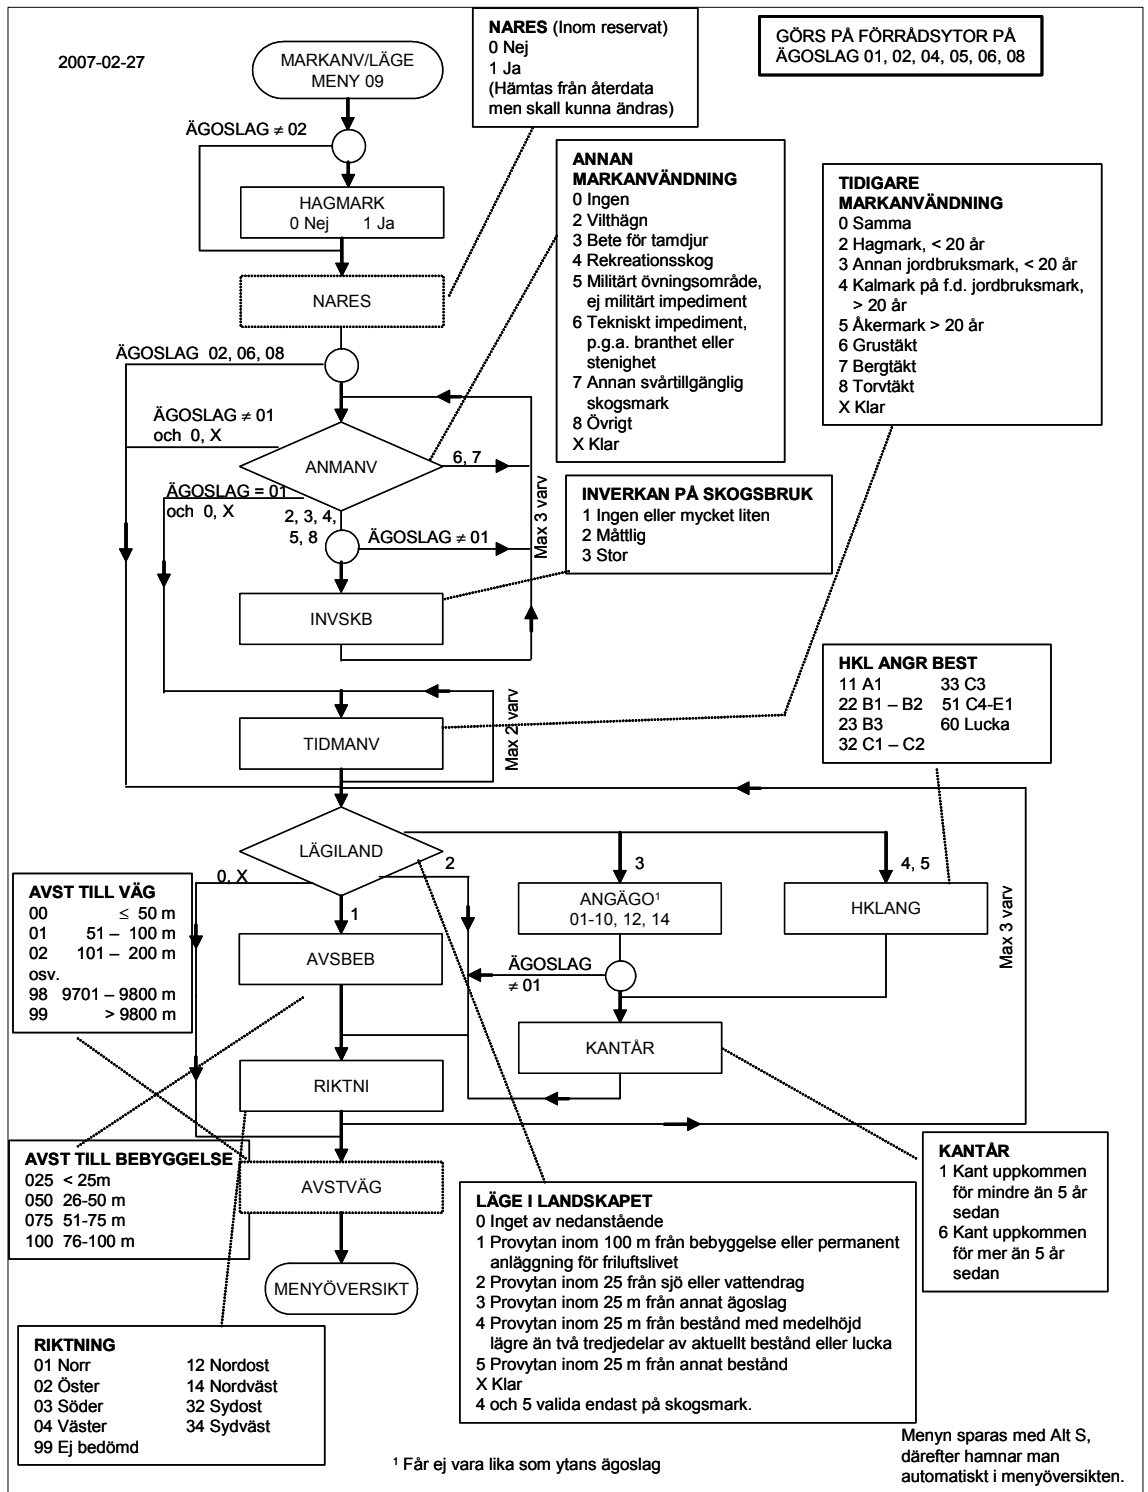 2007-02-27
MARKANV/LÄGE
MENY 09
NARES (Inom reservat)
0 Nej
1 Ja
(Hämtas från återdata
men skall kunna ändras)
GÖRS PÅ FÖRRÅDSYTOR PÅ
ÄGOSLAG 01, 02, 04, 05, 06, 08
ÄGOSLAG ≠ 02
HAGMARK
0 Nej 1 Ja
NARES
ANNAN
MARKANVÄNDNING
0 Ingen
2 Vilthägn
3 Bete för tamdjur
4 Rekreationsskog
5 Militärt övningsområde,
ej militärt impediment
6 Tekniskt impediment,
p.g.a. branthet eller
stenighet
7 Annan svårtillgänglig
skogsmark
8 Övrigt
X Klar
TIDIGARE
MARKANVÄNDNING
0 Samma
2 Hagmark, < 20 år
3 Annan jordbruksmark, < 20 år
4 Kalmark på f.d. jordbruksmark,
> 20 år
5 Åkermark > 20 år
6 Grustäkt
7 Bergtäkt
8 Torvtäkt
X Klar
ÄGOSLAG 02, 06, 08
ÄGOSLAG ≠ 01
och 0, X
ANMANV
6, 7
ÄGOSLAG = 01
och 0, X
2, 3, 4,
5, 8
ÄGOSLAG ≠ 01
Max 3 varv
INVERKAN PÅ SKOGSBRUK
1 Ingen eller mycket liten
2 Måttlig
3 Stor
INVSKB
HKL ANGR BEST
11 A1 33 C3
22 B1 – B2 51 C4-E1
23 B3 60 Lucka
32 C1 – C2
TIDMANV
Max 2 varv
LÄGILAND
0, X
2
1
3
4, 5
AVST TILL VÄG
00 ≤ 50 m
01 51 – 100 m
02 101 – 200 m
osv.
98 9701 – 9800 m
99 > 9800 m
ANGÄGO¹
01-10, 12, 14
HKLANG
Max 3 varv
AVSBEB
ÄGOSLAG
≠ 01
KANTÅR
RIKTNI
AVST TILL BEBYGGELSE
025 < 25m
050 26-50 m
075 51-75 m
100 76-100 m
AVSTVÄG
MENYÖVERSIKT
LÄGE I LANDSKAPET
0 Inget av nedanstående
1 Provytan inom 100 m från bebyggelse eller permanent
anläggning för friluftslivet
2 Provytan inom 25 från sjö eller vattendrag
3 Provytan inom 25 m från annat ägoslag
4 Provytan inom 25 m från bestånd med medelhöjd
lägre än två tredjedelar av aktuellt bestånd eller lucka
5 Provytan inom 25 m från annat bestånd
X Klar
4 och 5 valida endast på skogsmark.
KANTÅR
1 Kant uppkommen
för mindre än 5 år
sedan
6 Kant uppkommen
för mer än 5 år
sedan
RIKTNING
01 Norr 12 Nordost
02 Öster 14 Nordväst
03 Söder 32 Sydost
04 Väster 34 Sydväst
99 Ej bedömd
¹ Får ej vara lika som ytans ägoslag
Menyn sparas med Alt S,
därefter hamnar man
automatiskt i menyöversikten.